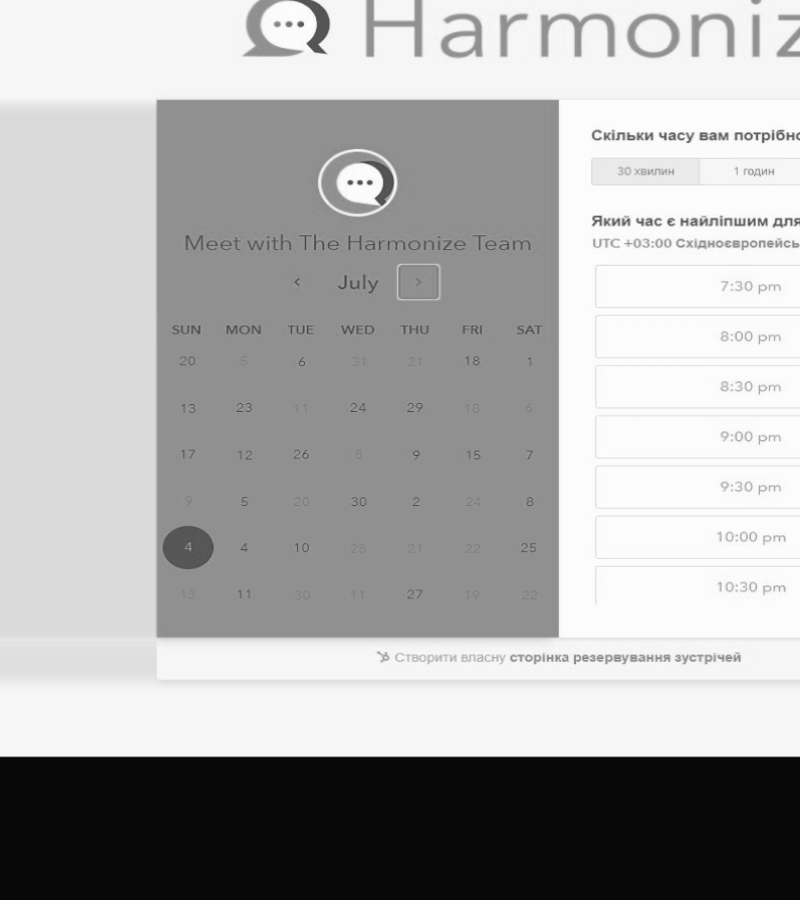 Harmoniz
Meet with The Harmonize Team
July
SUN MON TUE WED THU FRI SAT
20 5 6 31 21 18 1
13 23 11 24 29 18 6
17 12 26 8 9 15 7
9 5 20 30 2 24 8
4 4 10 28 21 22 25
13 11 30 11 27 19 22
Скільки часу вам потрібно
30 хвилин 1 годин
Який час є найліпшим для
UTC +03:00 Східноєвропейсь
7:30 pm
8:00 pm
8:30 pm
9:00 pm
9:30 pm
10:00 pm
10:30 pm
Створити власну сторінка резервування зустрічей